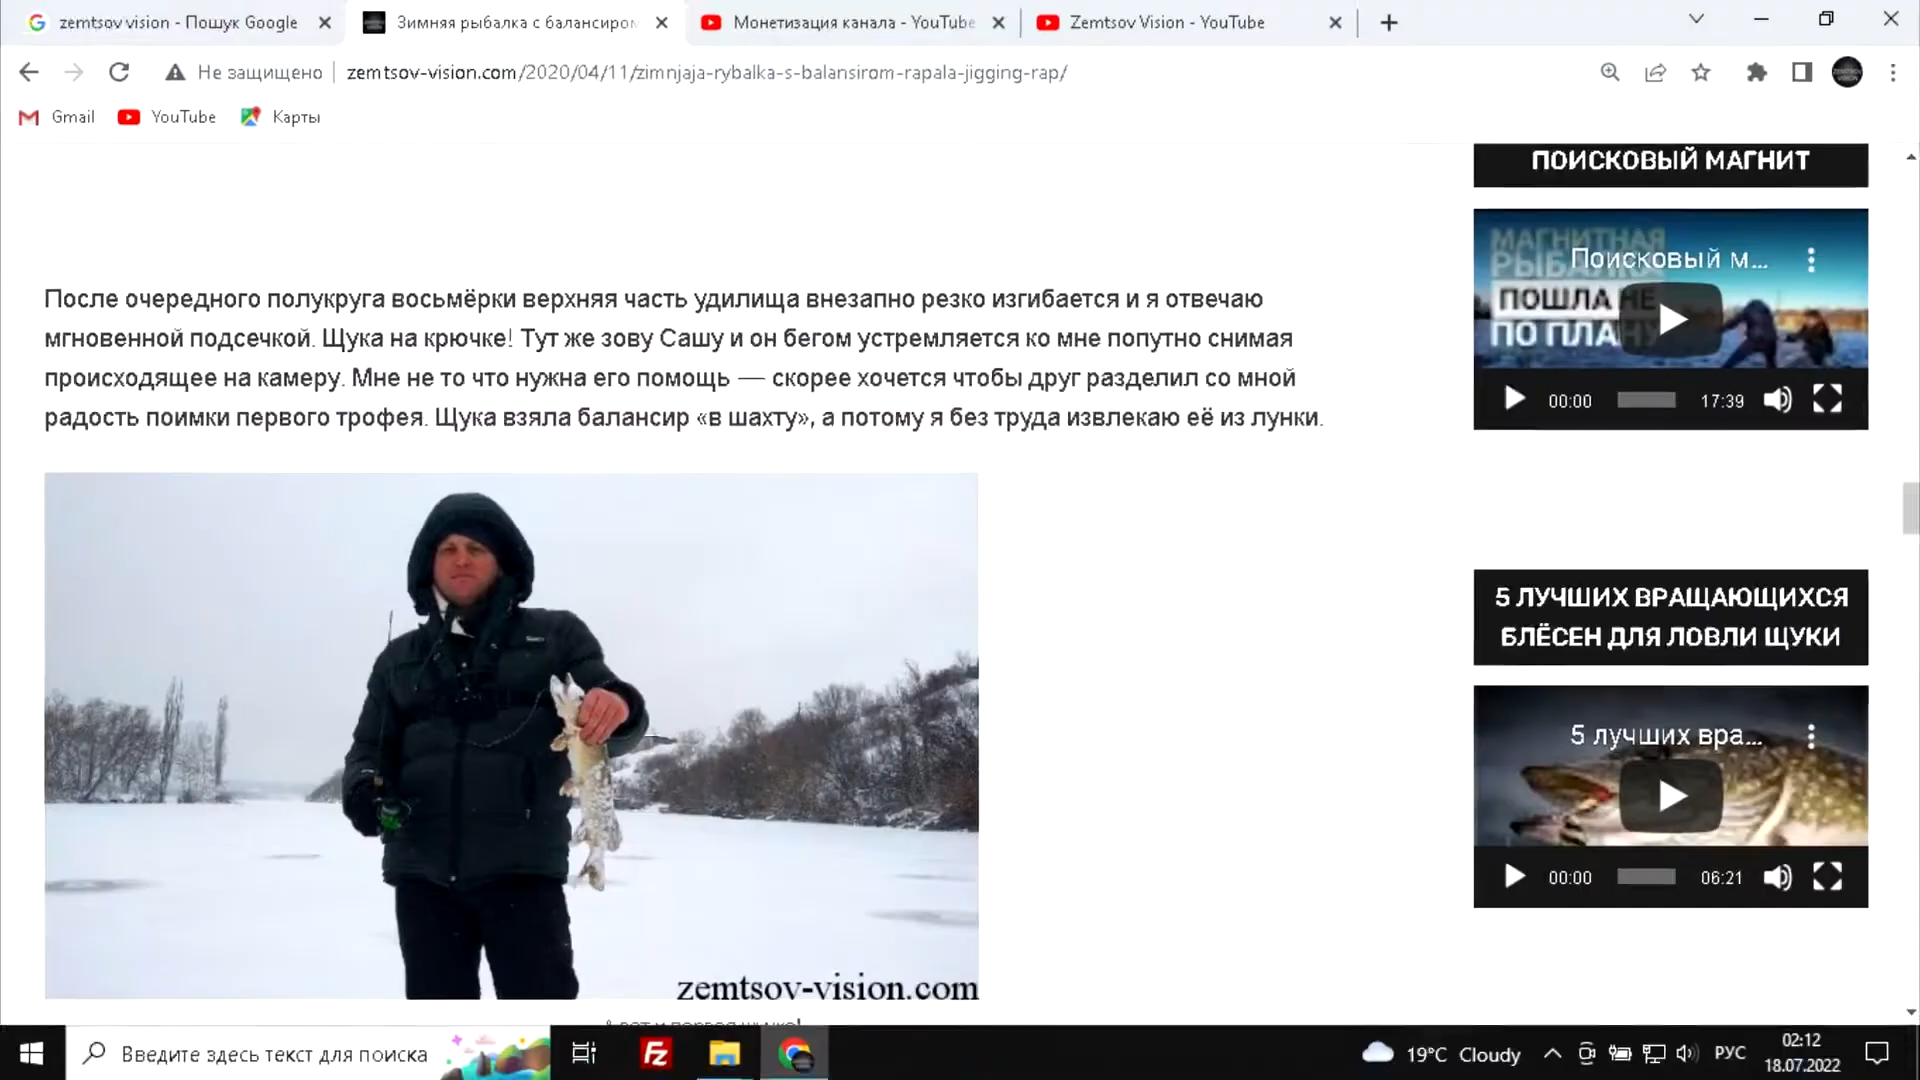 zemtsov vision - Пошук Google
Зимняя рыбалка с балансиром
Монетизация канала - YouTube
Zemtsov Vision - YouTube
Не защищено
zemtsov-vision.com/2020/04/11/zimnjaja-rybalka-s-balansirom-rapala-jigging-rap/
Gmail
YouTube
Карты
После очередного полукруга восьмёрки верхняя часть удилища внезапно резко изгибается и я отвечаю
мгновенной подсечкой. Щука на крючке! Тут же зову Сашу и он бегом устремляется ко мне попутно снимая
происходящее на камеру. Мне не то что нужна его помощь — скорее хочется чтобы друг разделил со мной
радость поимки первого трофея. Щука взяла балансир «в шахту», а потому я без труда извлекаю её из лунки.
zemtsov-vision.com
ПОИСКОВЫЙ МАГНИТ
МАГНИТНАЯ
РЫБАЛКА
Поисковый м...
ПОШЛА НЕ
ПО ПЛАНУ
00:00
17:39
5 ЛУЧШИХ ВРАЩАЮЩИХСЯ
БЛЁСЕН ДЛЯ ЛОВЛИ ЩУКИ
5 лучших вра...
00:00
06:21
Введите здесь текст для поиска
Fz
19°C Cloudy
РУС
02:12
18.07.2022